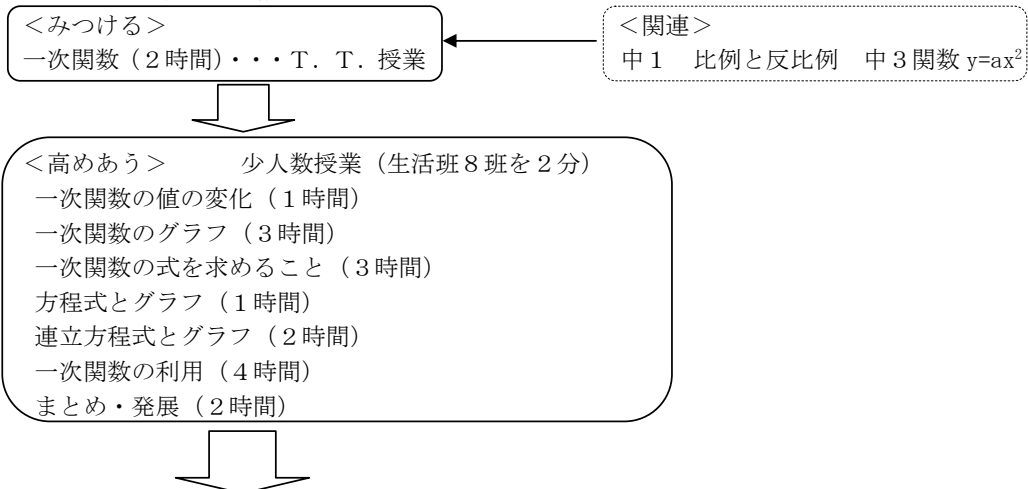 ＜みつける＞
一次関数（２時間）・・・Ｔ．Ｔ．授業
＜関連＞
中１　比例と反比例　中３関数 y=ax²
＜高めあう＞　　　少人数授業（生活班８班を２分）
一次関数の値の変化（１時間）
一次関数のグラフ（３時間）
一次関数の式を求めること（３時間）
方程式とグラフ（１時間）
連立方程式とグラフ（２時間）
一次関数の利用（４時間）
まとめ・発展（２時間）